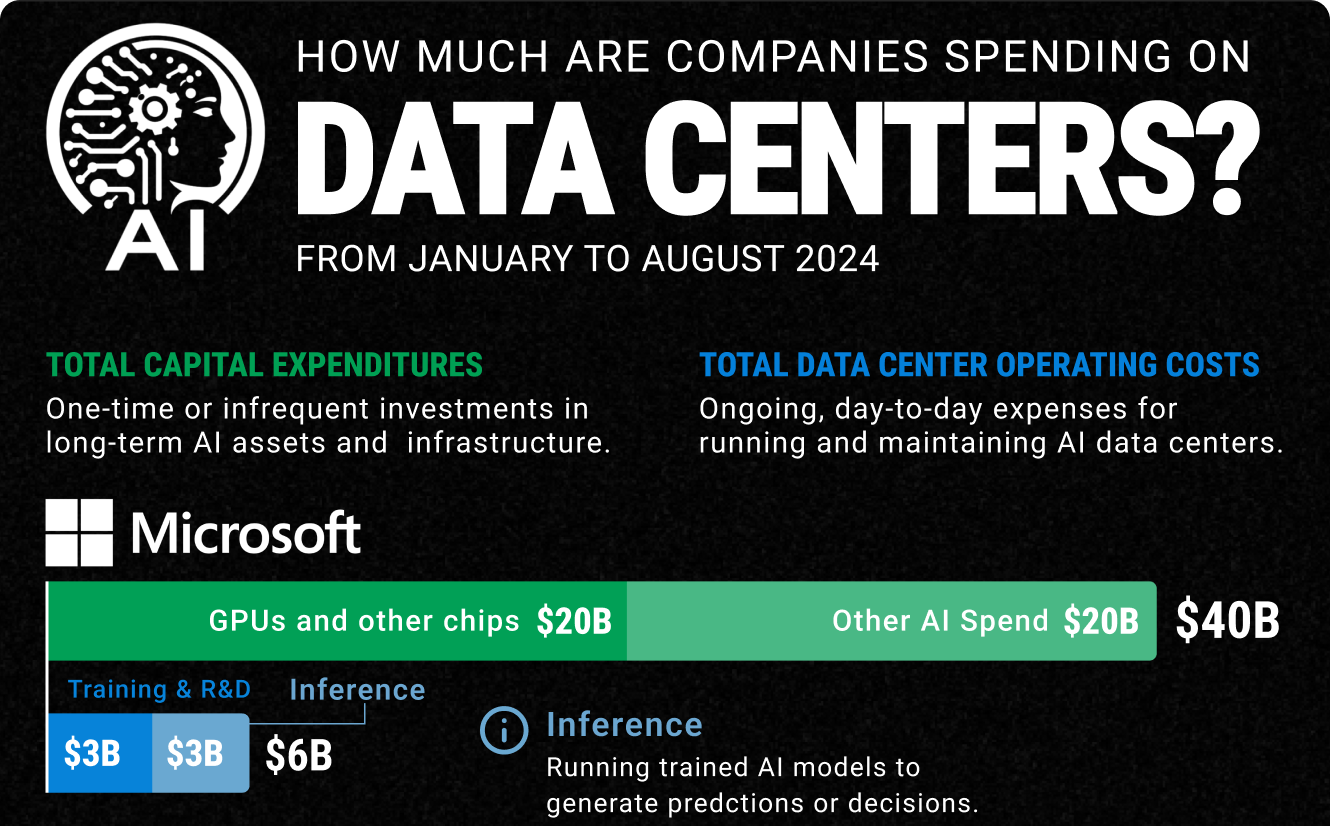 AI
HOW MUCH ARE COMPANIES SPENDING ON
DATA CENTERS?
FROM JANUARY TO AUGUST 2024
TOTAL CAPITAL EXPENDITURES
One-time or infrequent investments in
long-term AI assets and  infrastructure.
TOTAL DATA CENTER OPERATING COSTS
Ongoing, day-to-day expenses for
running and maintaining AI data centers.
Microsoft
GPUs and other chips $20B
Other AI Spend $20B
$40B
Training & R&D
Inference
$3B
$3B
$6B
Inference
Running trained AI models to
generate predctions or decisions.